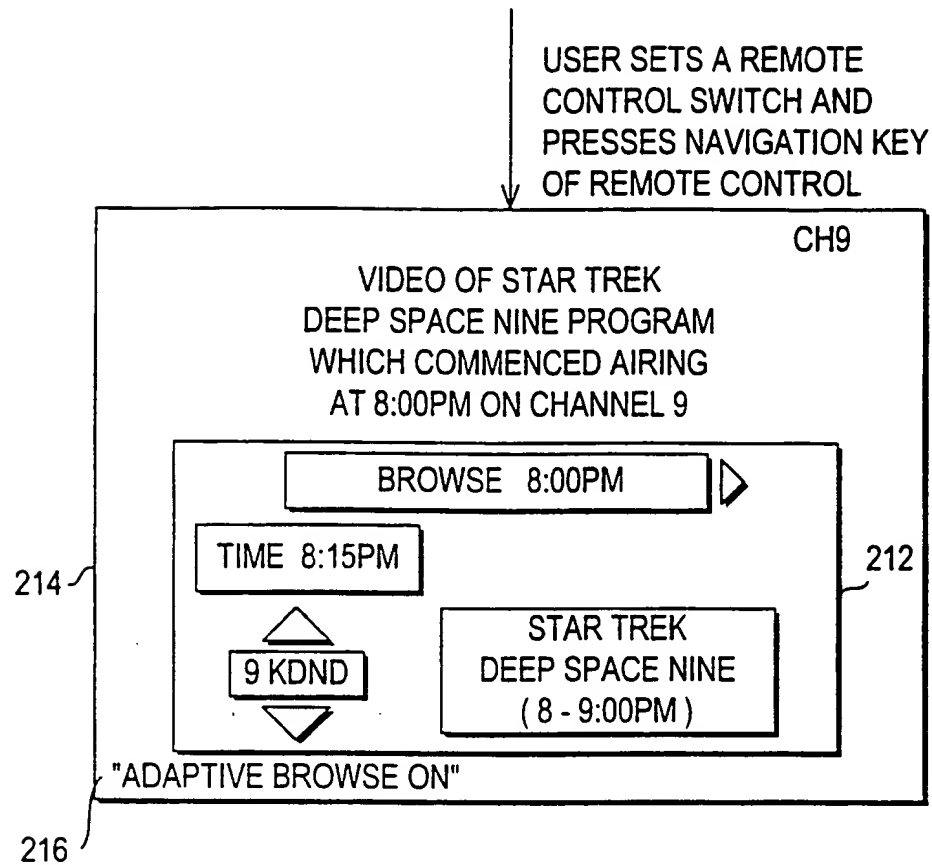 USER SETS A REMOTE
CONTROL SWITCH AND
PRESSES NAVIGATION KEY
OF REMOTE CONTROL
CH9
VIDEO OF STAR TREK
DEEP SPACE NINE PROGRAM
WHICH COMMENCED AIRING
AT 8:00PM ON CHANNEL 9
BROWSE 8:00PM
TIME 8:15PM
214
212
9 KDND
STAR TREK
DEEP SPACE NINE
( 8 - 9:00PM )
"ADAPTIVE BROWSE ON"
216